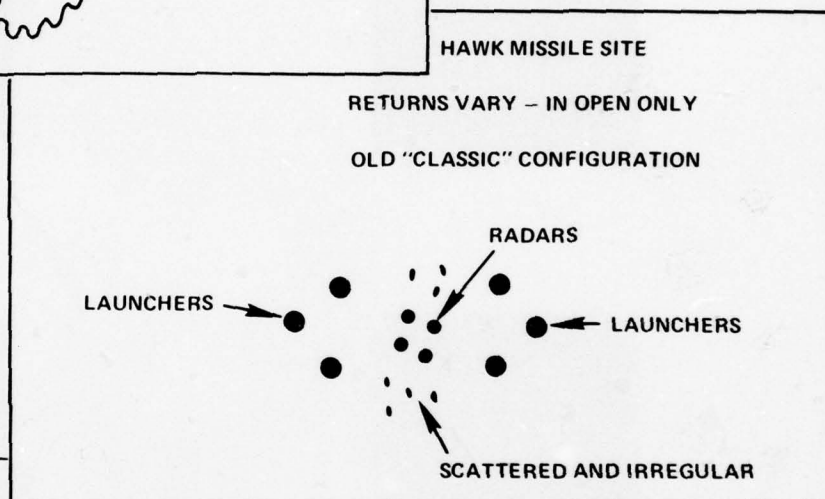 HAWK MISSILE SITE
RETURNS VARY – IN OPEN ONLY
OLD "CLASSIC" CONFIGURATION
RADARS
LAUNCHERS
LAUNCHERS
SCATTERED AND IRREGULAR